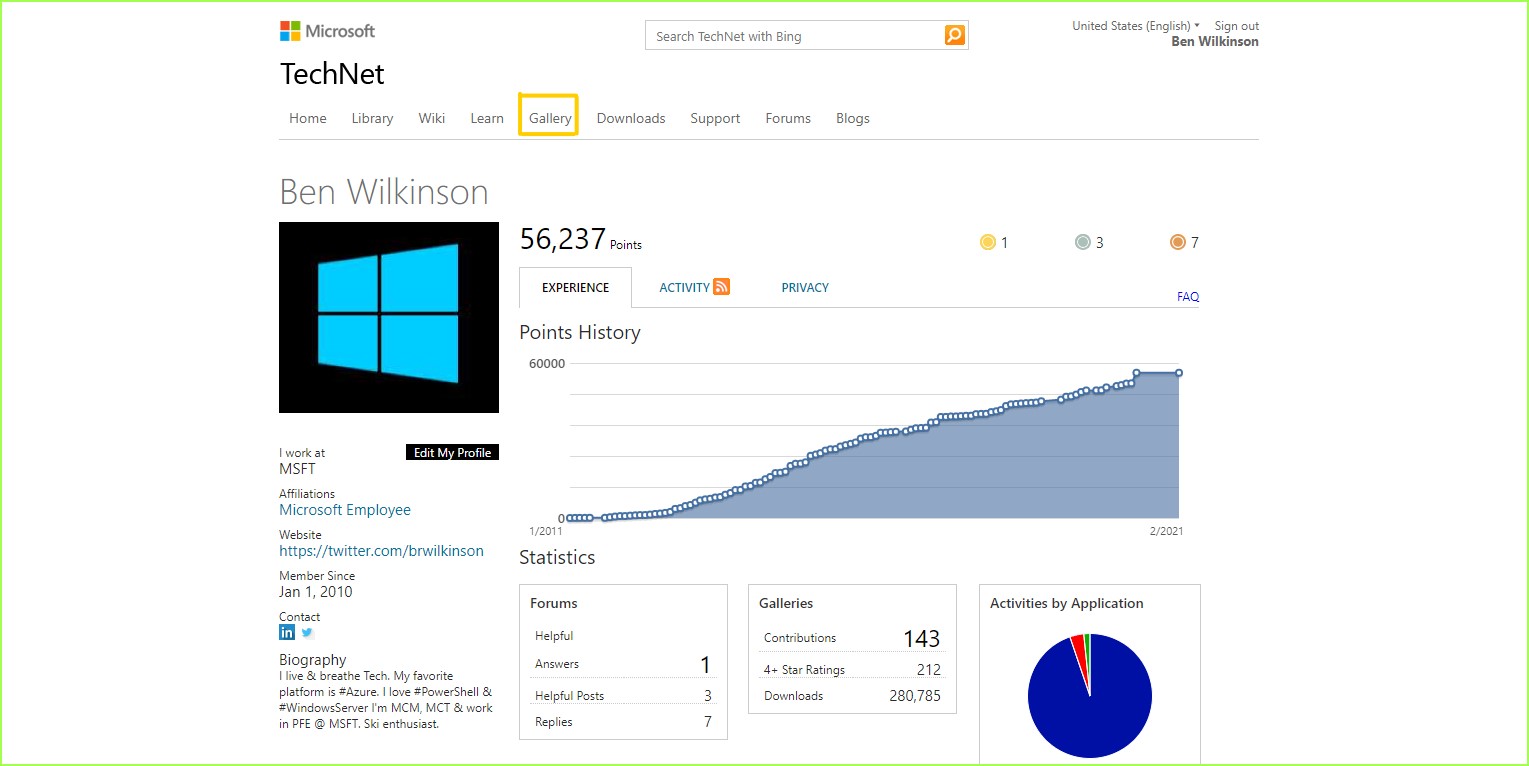 Microsoft
Search TechNet with Bing
United States (English) Sign out
Ben Wilkinson
TechNet
Home Library Wiki Learn Gallery Downloads Support Forums Blogs
Ben Wilkinson
56,237 Points
1 3 7
EXPERIENCE ACTIVITY PRIVACY
FAQ
Points History
60000
0
1/2011 2/2021
I work at
Edit My Profile
MSFT
Affiliations
Microsoft Employee
Website
https://twitter.com/brwilkinson
Member Since
Jan 1, 2010
Contact
in
Biography
I live & breathe Tech. My favorite
platform is #Azure. I love #PowerShell &
#WindowsServer I'm MCM, MCT & work
in PFE @ MSFT. Ski enthusiast.
Statistics
Forums
Helpful
Answers 1
Helpful Posts 3
Replies 7
Galleries
Contributions 143
4+ Star Ratings 212
Downloads 280,785
Activities by Application